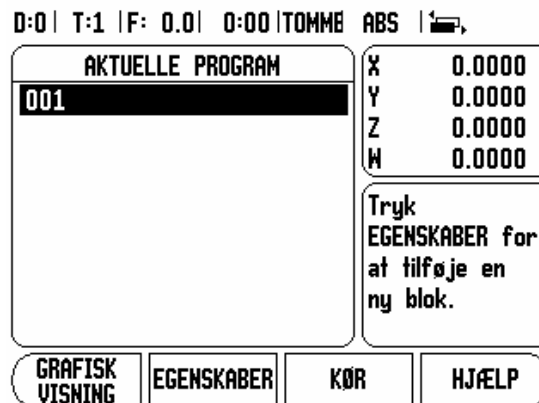 D:0 | T:1 | F: 0.0 | 0:00 | TOMME ABS |
AKTUELLE PROGRAM
001
X 0.0000
Y 0.0000
Z 0.0000
W 0.0000
Tryk
EGENSKABER for
at tilføje en
ny blok.
GRAFISK
VISNING
EGENSKABER
KØR
HJÆLP